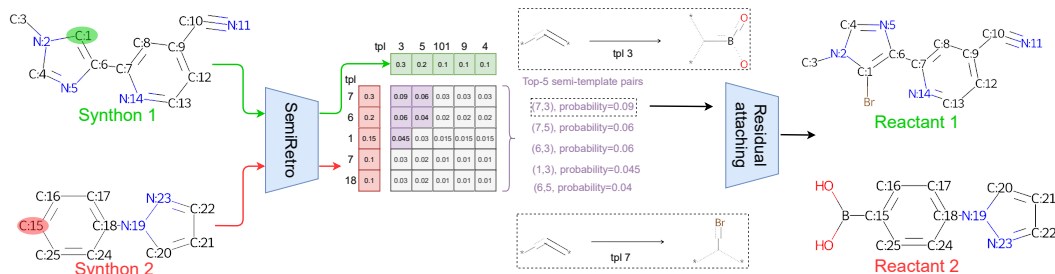 C:3
N:2
C:1
C:4
N:5
C:6
C:7
C:8
C:9
C:10
N:11
C:12
C:13
N:14
Synthon 1
C:15
C:16
C:17
C:18
N:19
N:23
C:22
C:21
C:20
C:24
C:25
Synthon 2
SemiRetro
tpl 3 5 101 9 4
0.3 0.2 0.1 0.1 0.1
tpl
7 0.3 0.09 0.06 0.03 0.03 0.03
6 0.2 0.06 0.04 0.02 0.02 0.02
1 0.15 0.045 0.03 0.015 0.015 0.015
7 0.1 0.03 0.02 0.01 0.01 0.01
18 0.1 0.03 0.02 0.01 0.01 0.01
* * tpl 3 * * B O O
Top-5 semi-template pairs
(7,3), probability=0.09
(7,5), probability=0.06
(6,3), probability=0.06
(1,3), probability=0.045
(6,5, probability=0.04
* * tpl 7 Br * *
Residual
attaching
C:4
N:5
N:2
C:3
C:1
Br
C:6
C:7
C:8
C:9
C:10
N:11
C:12
C:13
N:14
Reactant 1
HO
B
HO
C:15
C:16
C:17
C:18
N:19
C:20
C:21
C:22
N:23
C:24
C:25
Reactant 2